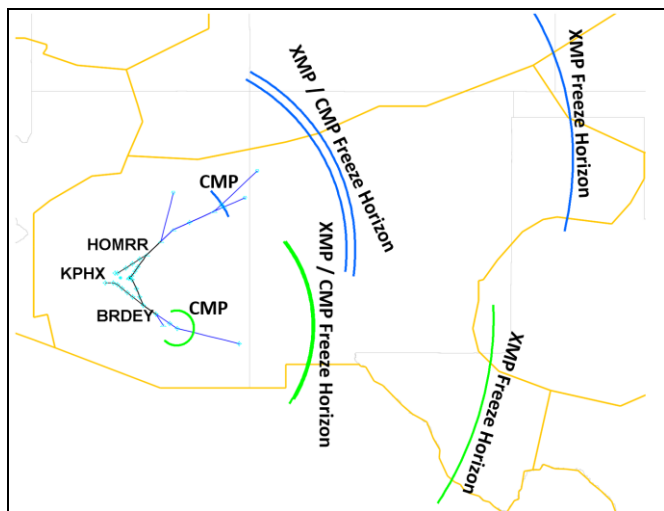 XMP Freeze Horizon
XMP / CMP Freeze Horizon
CMP
HOMRR
XMP / CMP Freeze Horizon
KPHX
CMP
BRDEY
XMP Freeze Horizon